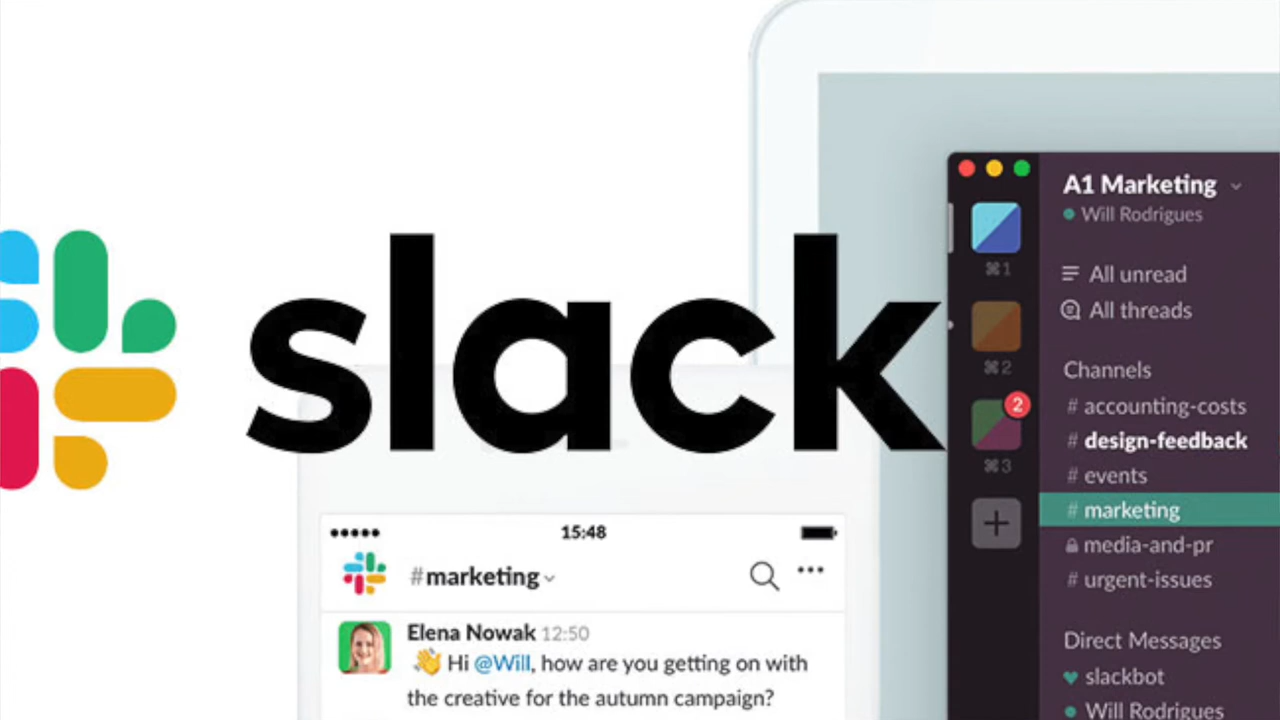 slack
15:48
#marketing
Elena Nowak 12:50
👋 Hi @Will, how are you getting on with
the creative for the autumn campaign?
A1 Marketing
Will Rodrigues
All unread
All threads
Channels
# accounting-costs
# design-feedback
# events
# marketing
media-and-pr
# urgent-issues
Direct Messages
slackbot
Will Rodrigues
⌘1
⌘2
2
⌘3
+